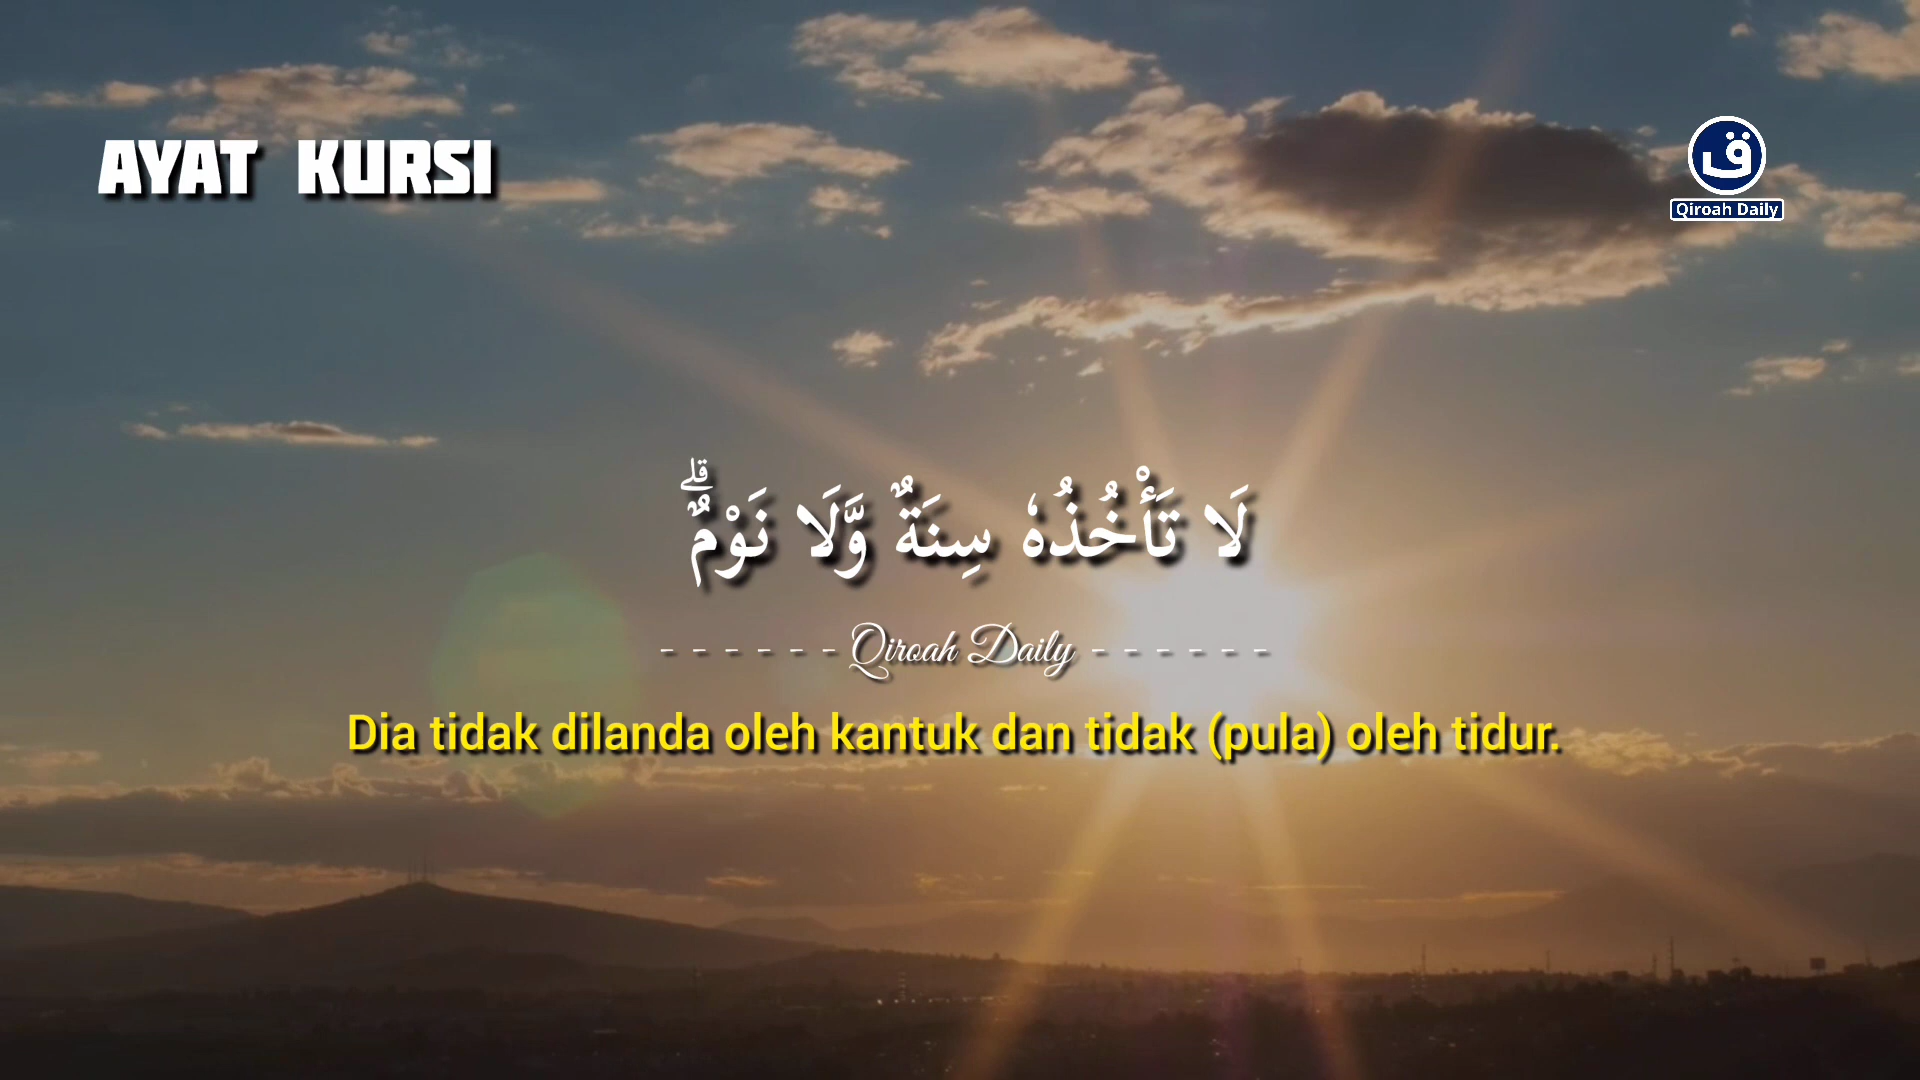 AYAT KURSI
ق
Qiroah Daily
لَا تَأْخُذُهٗ سِنَةٌ وَّلَا نَوْمٌۗ
- - - - - - Qiroah Daily - - - - - -
Dia tidak dilanda oleh kantuk dan tidak (pula) oleh tidur.